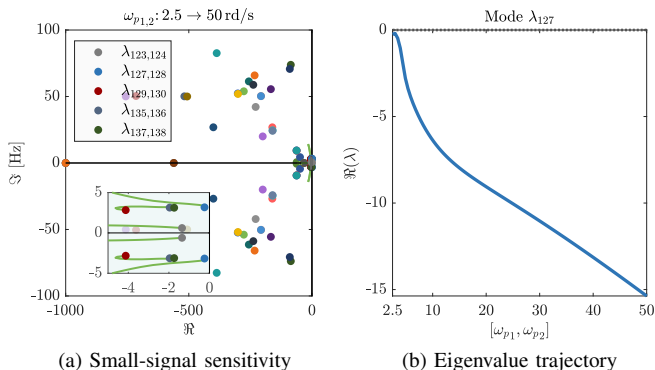 ω_{p1,2}: 2.5 → 50 rd/s
100
50
0
-50
-100
ℑ [Hz]
λ_{123,124}
λ_{127,128}
λ_{129,130}
λ_{135,136}
λ_{137,138}
5
0
-5
-4
-2
0
-1000
-500
0
ℜ
(a) Small-signal sensitivity
Mode λ_{127}
0
-5
-10
-15
ℜ(λ)
2.5
10
20
30
40
50
[ω_{p_1}, ω_{p_2}]
(b) Eigenvalue trajectory